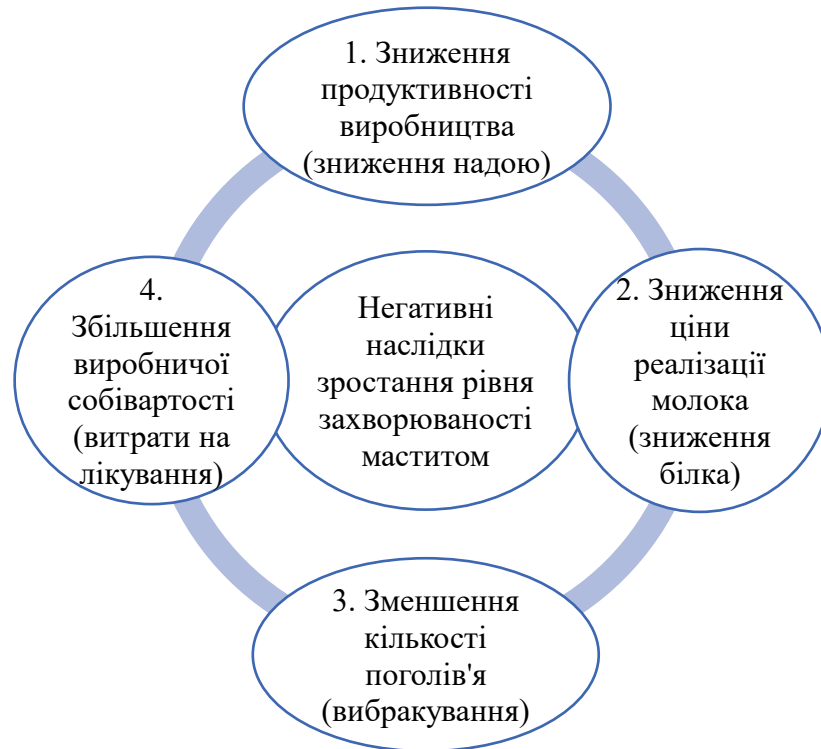 1. Зниження
продуктивності
виробництва
(зниження надою)
2. Зниження
ціни
реалізації
молока
(зниження
білка)
3. Зменшення
кількості
поголів'я
(вибракування)
4.
Збільшення
виробничої
собівартості
(витрати на
лікування)
Негативні
наслідки
зростання рівня
захворюваності
маститом